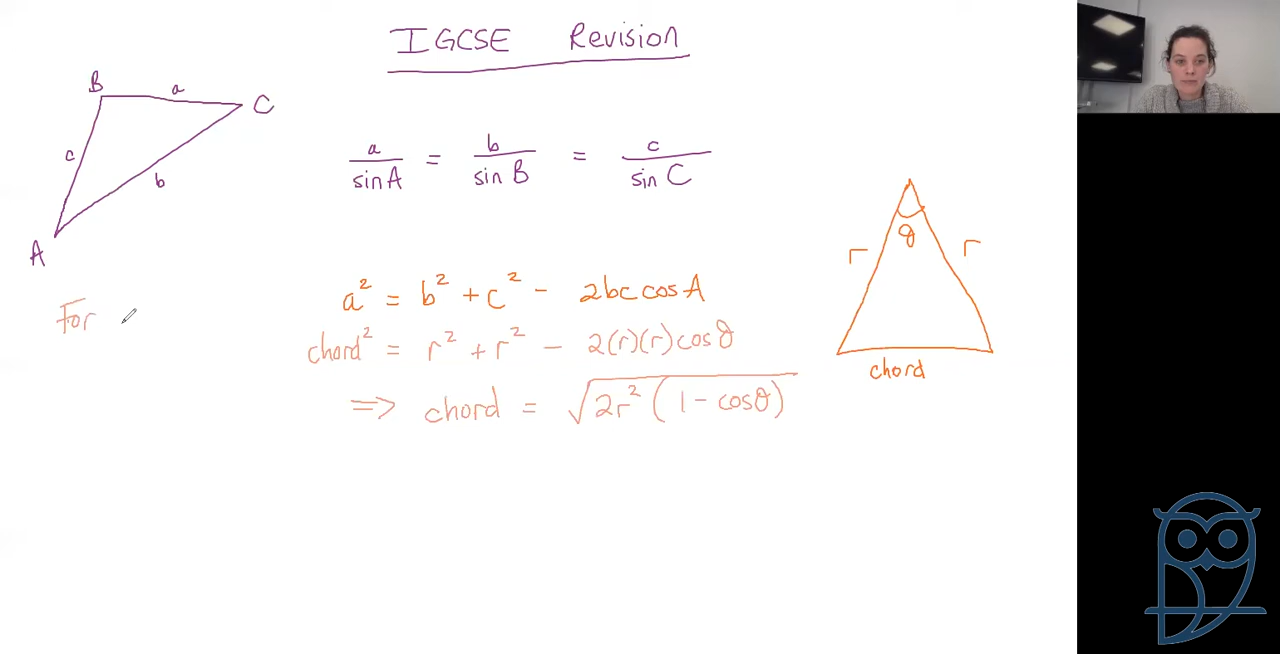 IGCSE Revision
B a C
c b
A
a/sinA = b/sin B = c/sin C
a² = b² + c² - 2bc cos A
For
chord² = r² + r² - 2(r)(r) cos θ
=> chord = √(2r² (1 - cosθ))
θ
r r
chord